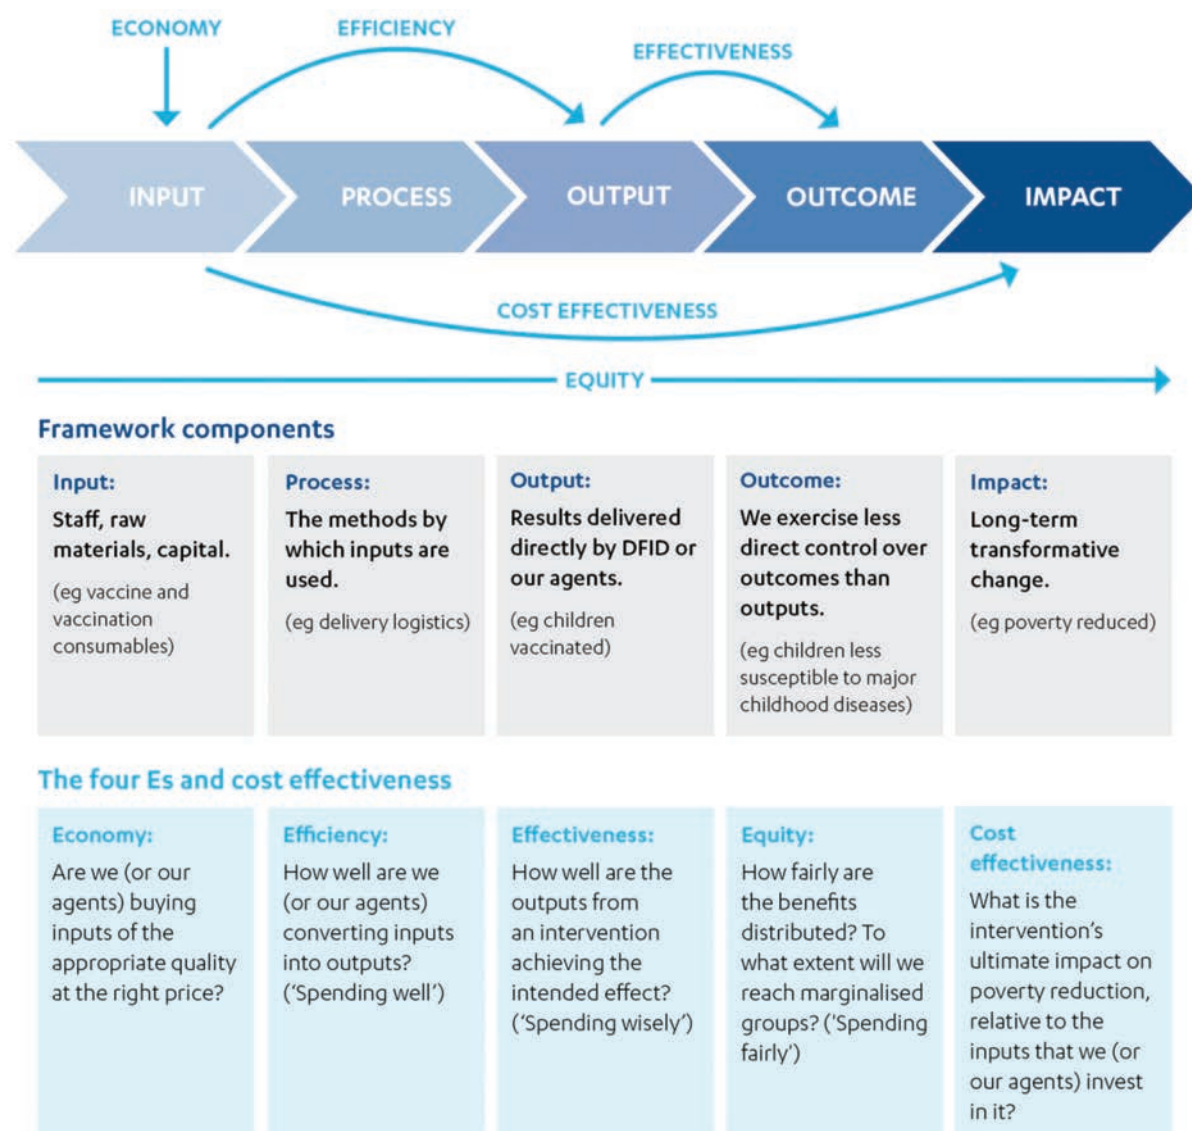 ECONOMY
EFFICIENCY
EFFECTIVENESS
INPUT
PROCESS
OUTPUT
OUTCOME
IMPACT
COST EFFECTIVENESS
EQUITY
Framework components
Input:
Staff, raw
materials, capital.
(eg vaccine and
vaccination
consumables)
Process:
The methods by
which inputs are
used.
(eg delivery logistics)
Output:
Results delivered
directly by DFID or
our agents.
(eg children
vaccinated)
Outcome:
We exercise less
direct control over
outcomes than
outputs.
(eg children less
susceptible to major
childhood diseases)
Impact:
Long-term
transformative
change.
(eg poverty reduced)
The four Es and cost effectiveness
Economy:
Are we (or our
agents) buying
inputs of the
appropriate quality
at the right price?
Efficiency:
How well are we
(or our agents)
converting inputs
into outputs?
(‘Spending well’)
Effectiveness:
How well are the
outputs from
an intervention
achieving the
intended effect?
(‘Spending wisely’)
Equity:
How fairly are
the benefits
distributed? To
what extent will we
reach marginalised
groups? (‘Spending
fairly’)
Cost
effectiveness:
What is the
intervention’s
ultimate impact on
poverty reduction,
relative to the
inputs that we (or
our agents) invest
in it?